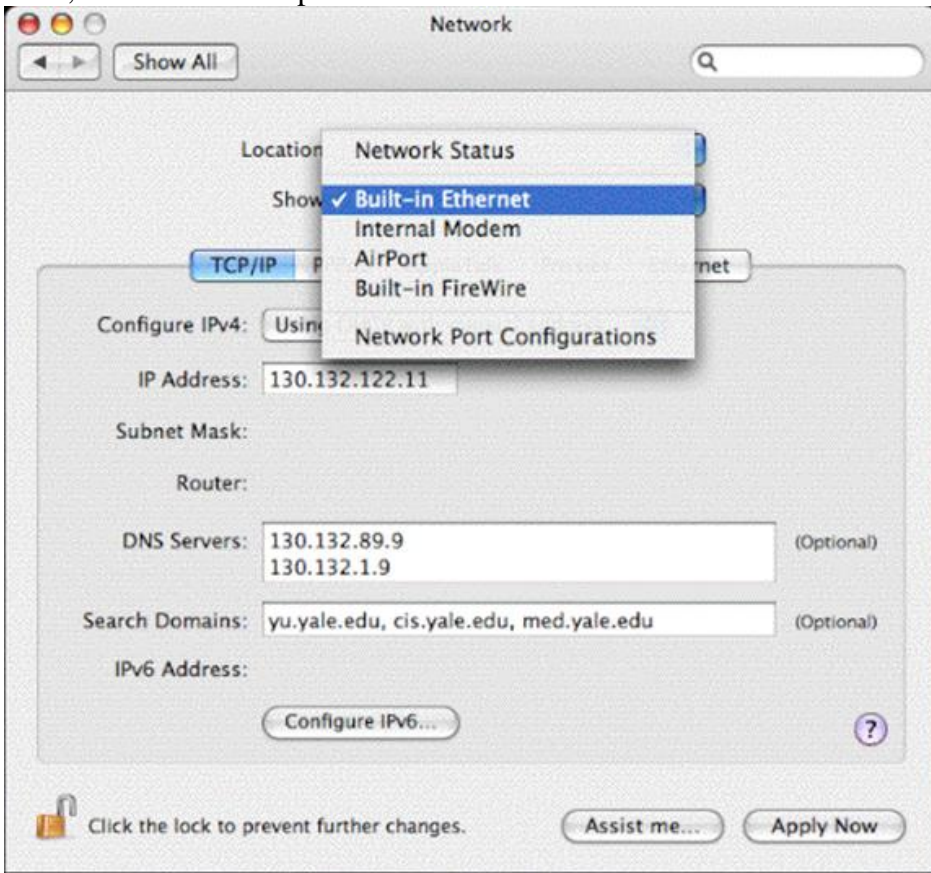 Network
Show All
Location
Network Status
Show
✓ Built-in Ethernet
Internal Modem
AirPort
Built-in FireWire
Network Port Configurations
TCP/IP
Configure IPv4:
IP Address: 130.132.122.11
Subnet Mask:
Router:
DNS Servers: 130.132.89.9 (Optional)
130.132.1.9
Search Domains: yu.yale.edu, cis.yale.edu, med.yale.edu (Optional)
IPv6 Address:
Configure IPv6...
?
Click the lock to prevent further changes. Assist me... Apply Now